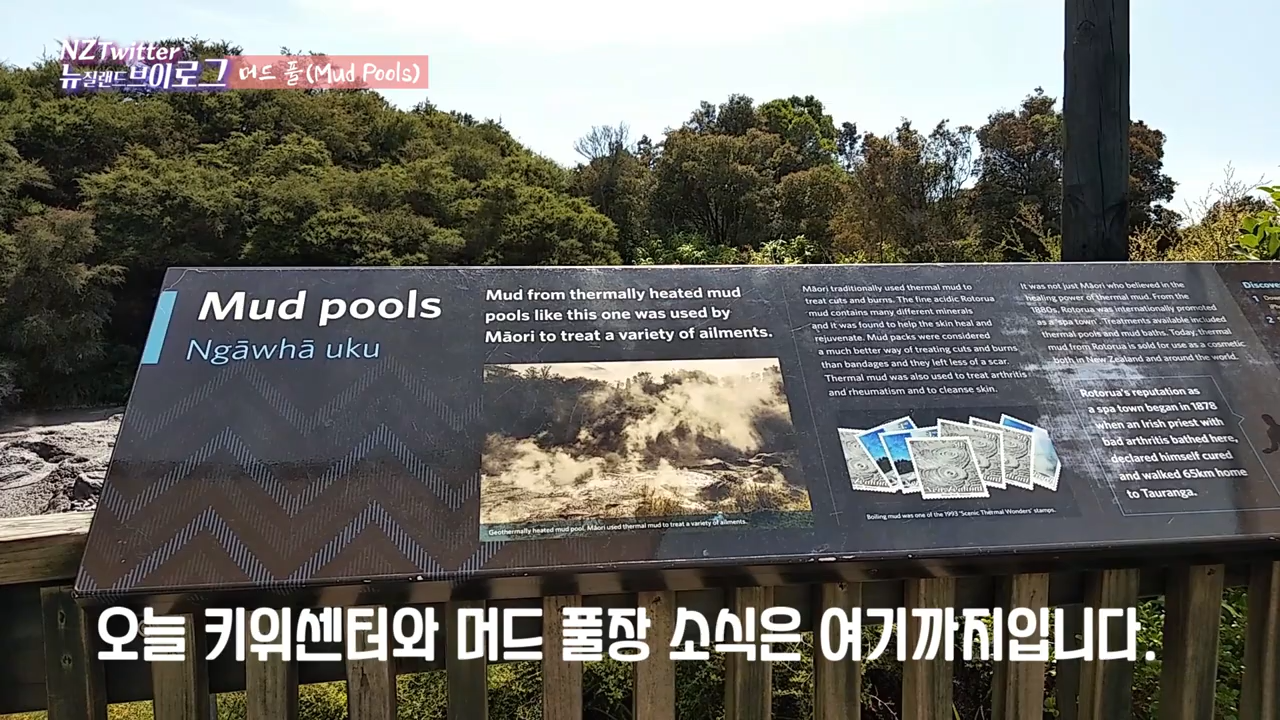 NZTwitter
뉴질랜드브이로그 머드 풀(Mud Pools)
Mud pools
Ngāwhā uku
Mud from thermally heated mud
pools like this one was used by
Māori to treat a variety of ailments.
Geothermally heated mud pool. Māori used thermal mud to treat a variety of ailments.
Māori traditionally used thermal mud to
treat cuts and burns. The fine acidic Rotorua
mud contains many different minerals
and it was found to help the skin heal and
rejuvenate. Mud packs were considered
a much better way of treating cuts and burns
than bandages and they left less of a scar.
Thermal mud was also used to treat arthritis
and rheumatism and to cleanse skin.
Boiling mud was one of the 1993 'Scenic Thermal Wonders' stamps.
It was not just Māori who believed in the
healing power of thermal mud. From the
1880s, Rotorua was internationally promoted
as a 'spa town'. Treatments available included
thermal pools and mud baths. Today, thermal
mud from Rotorua is sold for use as a cosmetic
both in New Zealand and around the world.
Rotorua's reputation as
a spa town began in 1878
when an Irish priest with
bad arthritis bathed here,
declared himself cured
and walked 65km home
to Tauranga.
1
2
오늘 키위센터와 머드 풀장 소식은 여기까지입니다.